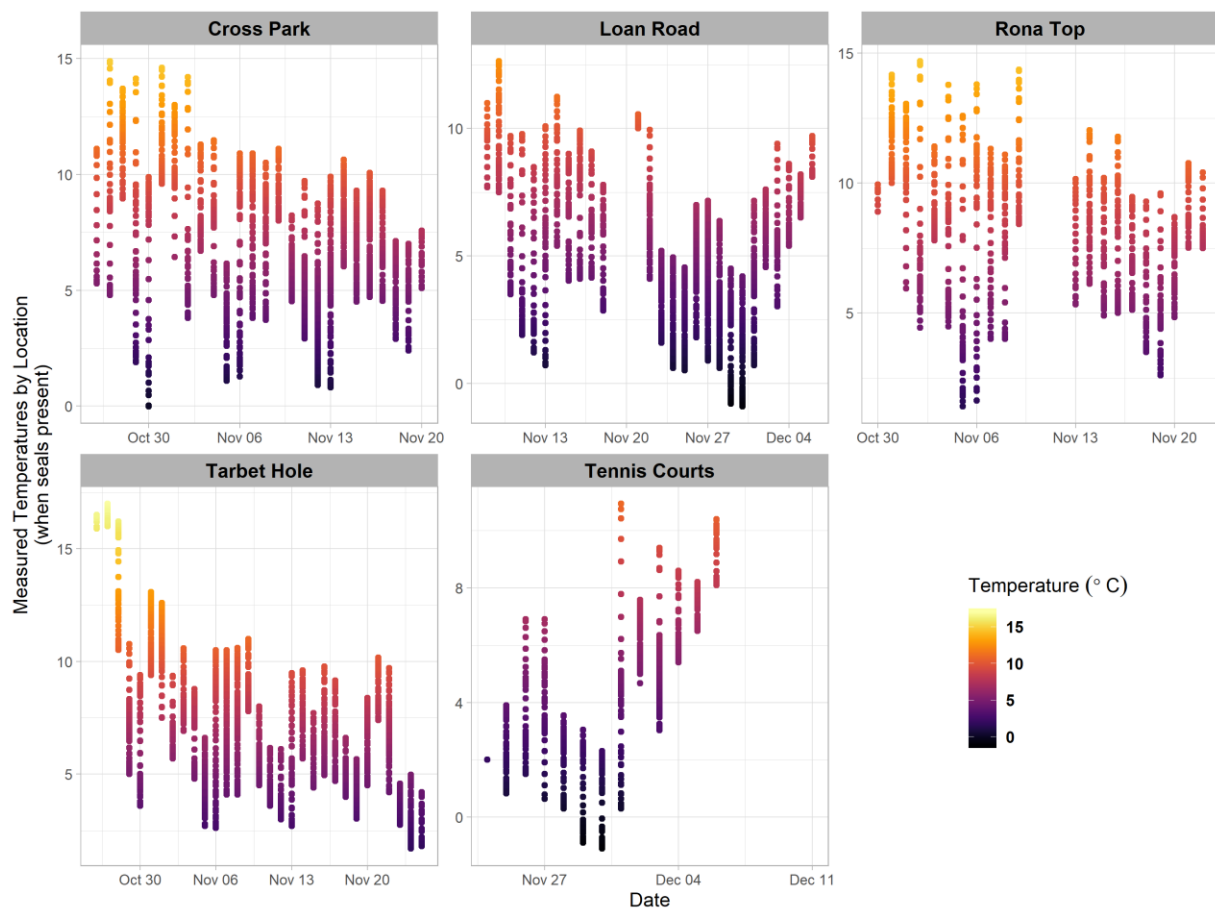 Cross Park
Loan Road
Rona Top
15
10
5
0
10
5
0
15
10
5
Oct 30
Nov 06
Nov 13
Nov 20
Nov 13
Nov 20
Nov 27
Dec 04
Oct 30
Nov 06
Nov 13
Nov 20
Measured Temperatures by Location
(when seals present)
Tarbet Hole
Tennis Courts
15
10
5
8
4
0
Oct 30
Nov 06
Nov 13
Nov 20
Nov 27
Dec 04
Dec 11
Date
Temperature (° C)
15
10
5
0